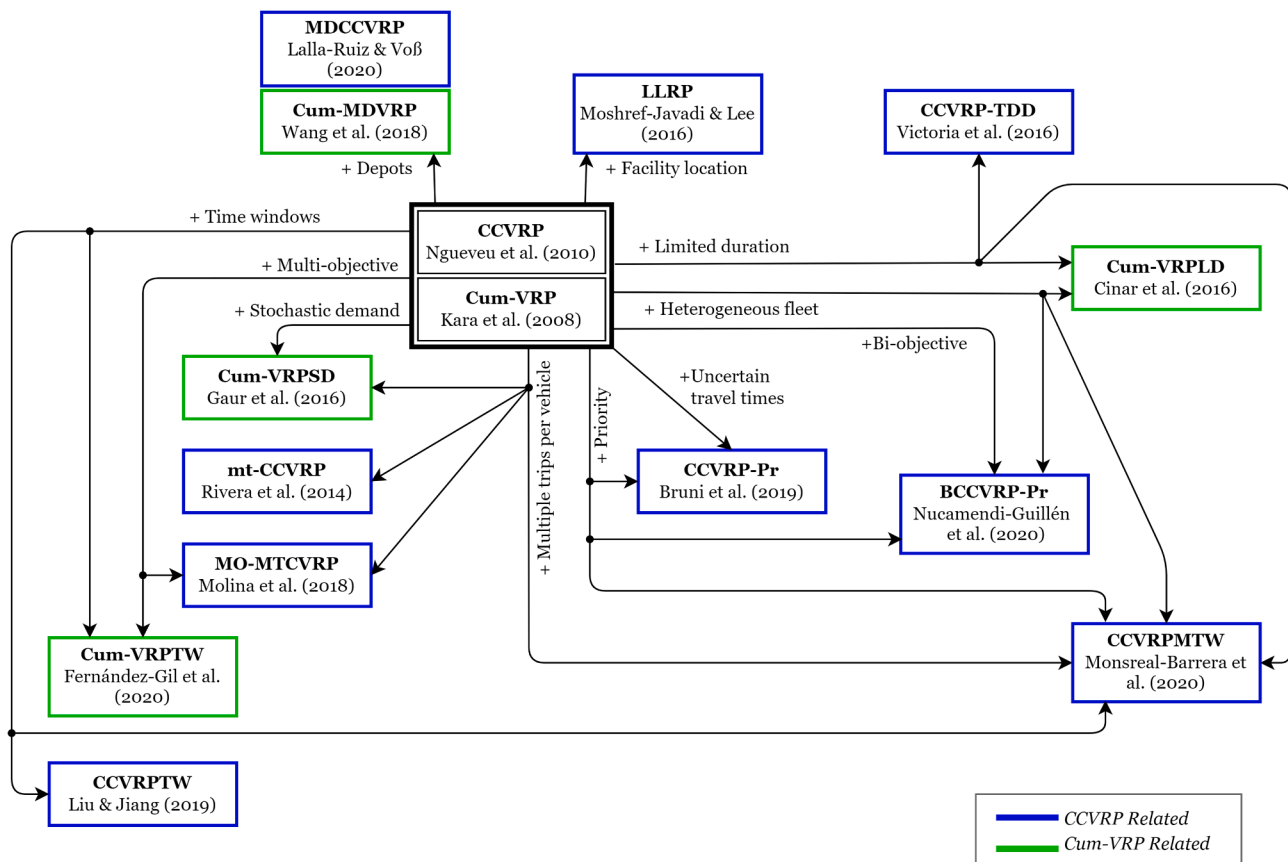 MDCCVRP
Lalla-Ruiz & Voß
(2020)
Cum-MDVRP
Wang et al. (2018)
LLRP
Moshref-Javadi & Lee
(2016)
CCVRP-TDD
Victoria et al. (2016)
+ Depots
+ Facility location
+ Time windows
CCVRP
Ngueveu et al. (2010)
+ Limited duration
+ Multi-objective
Cum-VRPLD
Cinar et al. (2016)
Cum-VRP
Kara et al. (2008)
+ Stochastic demand
+ Heterogeneous fleet
+Bi-objective
Cum-VRPSD
Gaur et al. (2016)
+ Multiple trips per vehicle
+ Priority
+Uncertain
travel times
mt-CCVRP
Rivera et al. (2014)
CCVRP-Pr
Bruni et al. (2019)
BCCVRP-Pr
Nucamendi-Guillén
et al. (2020)
MO-MTCVRP
Molina et al. (2018)
Cum-VRPTW
Fernández-Gil et al.
(2020)
CCVRPMTW
Monsreal-Barrera et
al. (2020)
CCVRPTW
Liu & Jiang (2019)
CCVRP Related
Cum-VRP Related